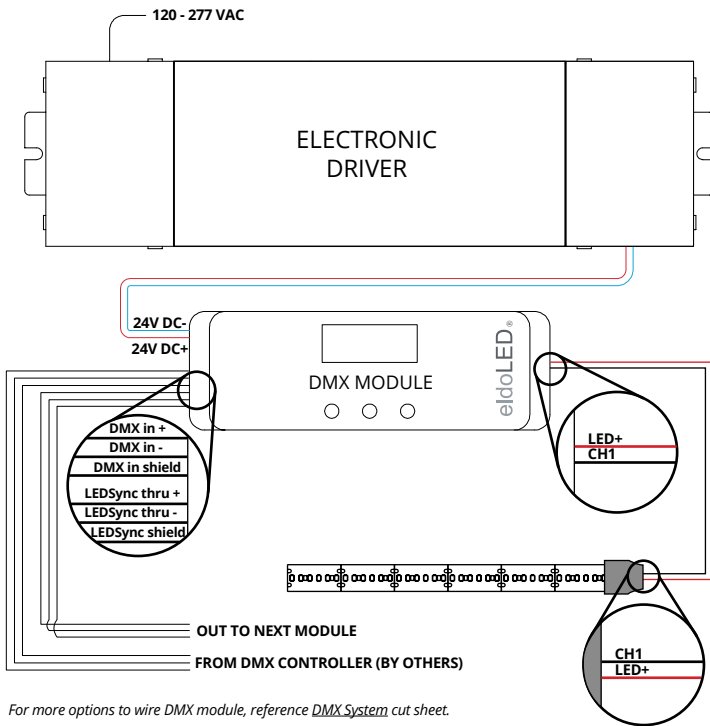 120 - 277 VAC
ELECTRONIC
DRIVER
24V DC-
24V DC+
DMX MODULE
eldoLED®
DMX in +
DMX in -
DMX in shield
LEDSync thru +
LEDSync thru -
LEDSync shield
LED+
CH1
CH1
LED+
OUT TO NEXT MODULE
FROM DMX CONTROLLER (BY OTHERS)
For more options to wire DMX module, reference DMX System cut sheet.